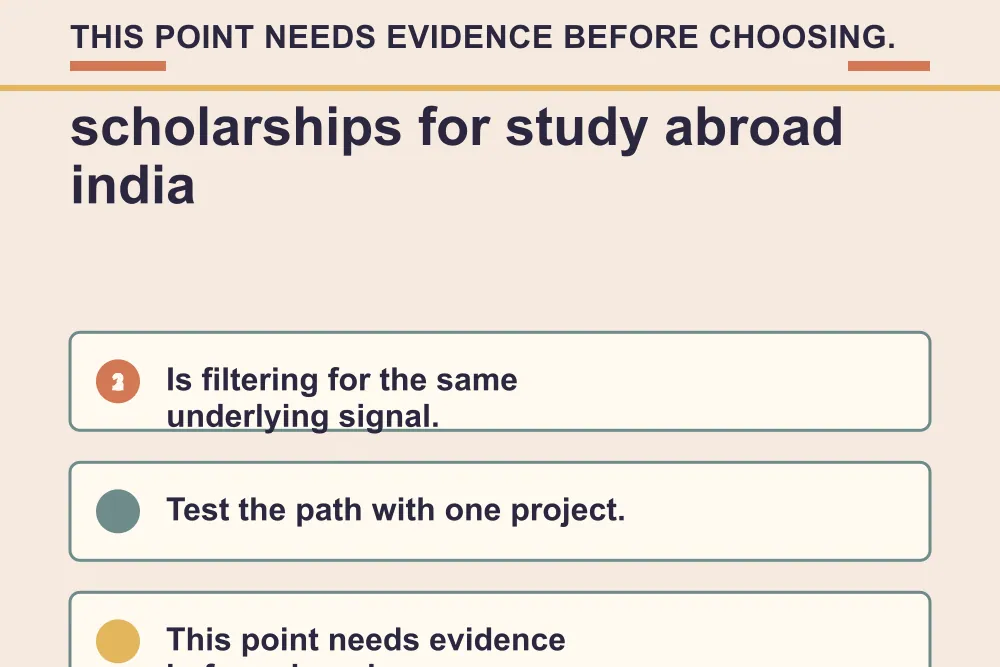 THIS POINT NEEDS EVIDENCE BEFORE CHOOSING.
scholarships for study abroad
india
Is filtering for the same
underlying signal.
Test the path with one project.
This point needs evidence